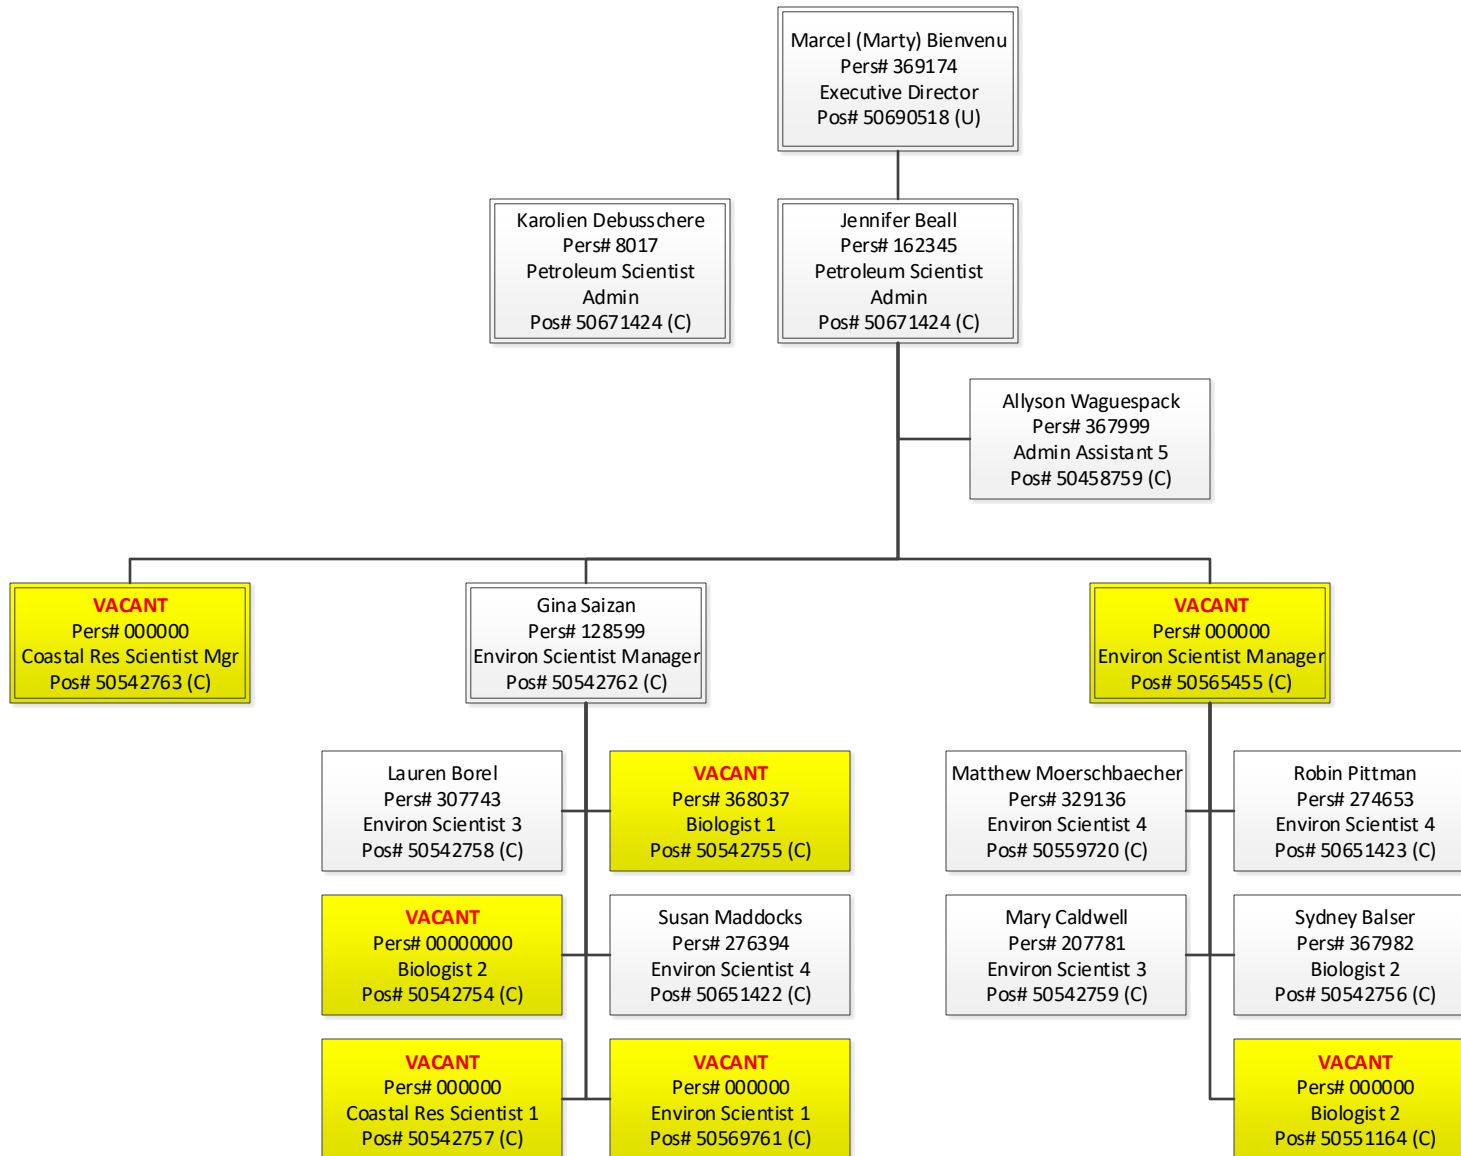 Marcel (Marty) Bienvenu
Pers# 369174
Executive Director
Pos# 50690518 (U)
Karolien Debusschere
Pers# 8017
Petroleum Scientist
Admin
Pos# 50671424 (C)
Jennifer Beall
Pers# 162345
Petroleum Scientist
Admin
Pos# 50671424 (C)
Allyson Waguespack
Pers# 367999
Admin Assistant 5
Pos# 50458759 (C)
VACANT
Pers# 000000
Coastal Res Scientist Mgr
Pos# 50542763 (C)
Gina Saizan
Pers# 128599
Environ Scientist Manager
Pos# 50542762 (C)
VACANT
Pers# 000000
Environ Scientist Manager
Pos# 50565455 (C)
Lauren Borel
Pers# 307743
Environ Scientist 3
Pos# 50542758 (C)
VACANT
Pers# 368037
Biologist 1
Pos# 50542755 (C)
Matthew Moerschbaecher
Pers# 329136
Environ Scientist 4
Pos# 50559720 (C)
Robin Pittman
Pers# 274653
Environ Scientist 4
Pos# 50651423 (C)
VACANT
Pers# 00000000
Biologist 2
Pos# 50542754 (C)
Susan Maddocks
Pers# 276394
Environ Scientist 4
Pos# 50651422 (C)
Mary Caldwell
Pers# 207781
Environ Scientist 3
Pos# 50542759 (C)
Sydney Balser
Pers# 367982
Biologist 2
Pos# 50542756 (C)
VACANT
Pers# 000000
Coastal Res Scientist 1
Pos# 50542757 (C)
VACANT
Pers# 000000
Environ Scientist 1
Pos# 50569761 (C)
VACANT
Pers# 000000
Biologist 2
Pos# 50551164 (C)